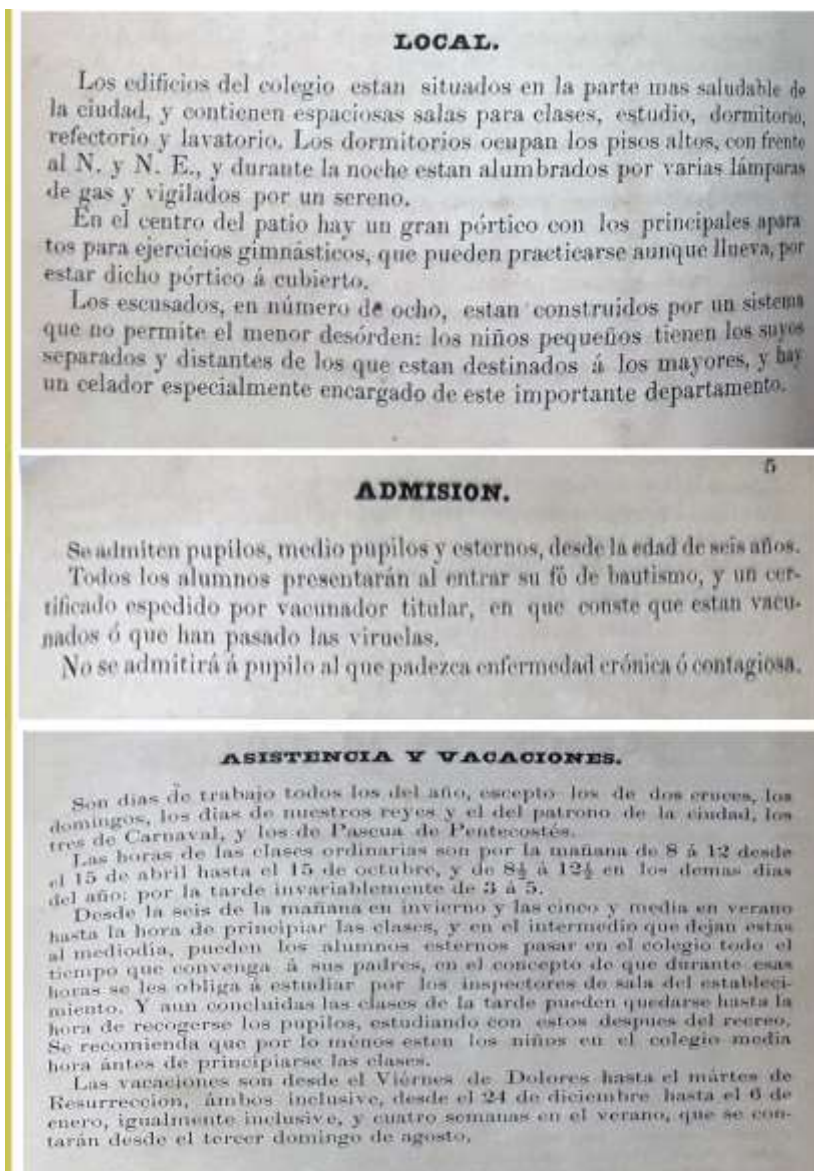 LOCAL.
Los edificios del colegio estan situados en la parte mas saludable de
la ciudad, y contienen espaciosas salas para clases, estudio, dormitorio,
refectorio y lavatorio. Los dormitorios ocupan los pisos altos, con frente
al N. y N. E., y durante la noche estan alumbrados por varias lámparas
de gas y vigilados por un sereno.
En el centro del patio hay un gran pórtico con los principales apara
tos para ejercicios gimnásticos, que pueden practicarse aunque llueva, por
estar dicho pórtico á cubierto.
Los escusados, en número de ocho, estan construidos por un sistema
que no permite el menor desórden: los niños pequeños tienen los suyos
separados y distantes de los que estan destinados á los mayores, y hay
un celador especialmente encargado de este importante departamento.
5
ADMISION.
Se admiten pupilos, medio pupilos y esternos, desde la edad de seis años.
Todos los alumnos presentarán al entrar su fé de bautismo, y un cer-
tificado espedido por vacunador titular, en que conste que estan vacu-
nados ó que han pasado las viruelas.
No se admitirá á pupilo al que padezca enfermedad crónica ó contagiosa.
ASISTENCIA Y VACACIONES.
Son dias de trabajo todos los del año, escepto los de dos cruces, los
domingos, los dias de nuestros reyes y el del patrono de la ciudad, los
tres de Carnaval, y los de Pascua de Pentecostés.
Las horas de las clases ordinarias son por la mañana de 8 á 12 desde
el 15 de abril hasta el 15 de octubre, y de 8½ á 12½ en los demas dias
del año: por la tarde invariablemente de 3 á 5.
Desde la seis de la mañana en invierno y las cinco y media en verano
hasta la hora de principiar las clases, y en el intermedio que dejan estas
al mediodia, pueden los alumnos esternos pasar en el colegio todo el
tiempo que convenga á sus padres, en el concepto de que durante esas
horas se les obliga á estudiar por los inspectores de sala del estableci-
miento. Y aun concluidas las clases de la tarde pueden quedarse hasta la
hora de recogerse los pupilos, estudiando con estos despues del recreo.
Se recomienda que por lo ménos esten los niños en el colegio media
hora ántes de principiarse las clases.
Las vacaciones son desde el Viérnes de Dolores hasta el mártes de
Resurreccion, ámbos inclusive, desde el 24 de diciembre hasta el 6 de
enero, igualmente inclusive, y cuatro semanas en el verano, que se con-
tarán desde el tercer domingo de agosto.